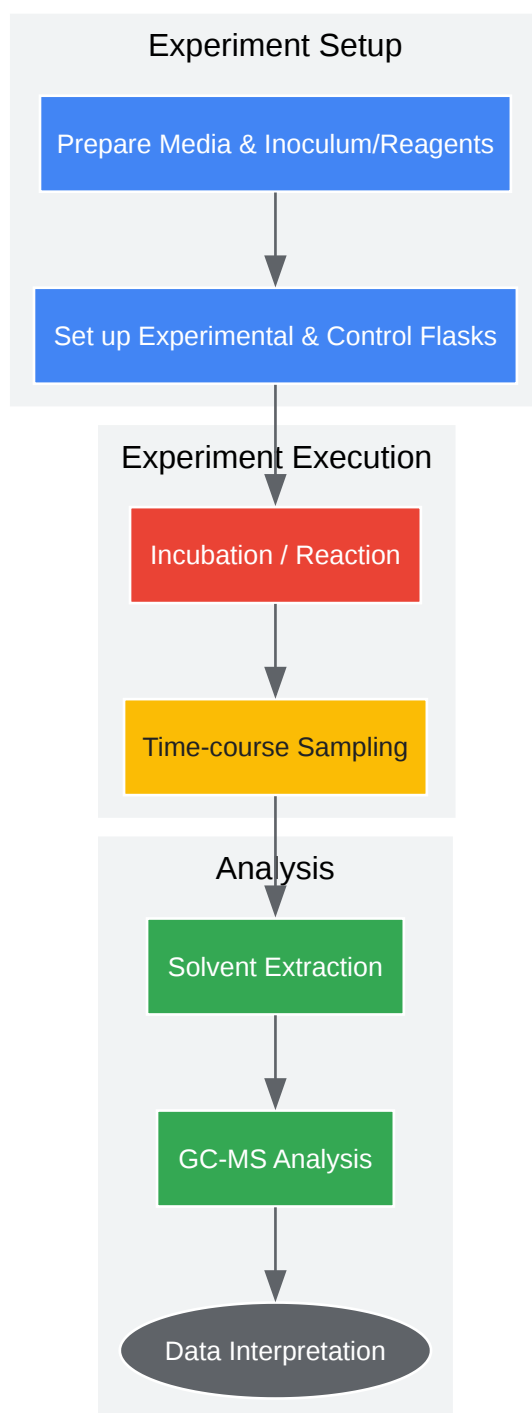 Experiment Setup
Prepare Media & Inoculum/Reagents
Set up Experimental & Control Flasks
Experiment Execution
Incubation / Reaction
Time-course Sampling
Analysis
Solvent Extraction
GC-MS Analysis
Data Interpretation